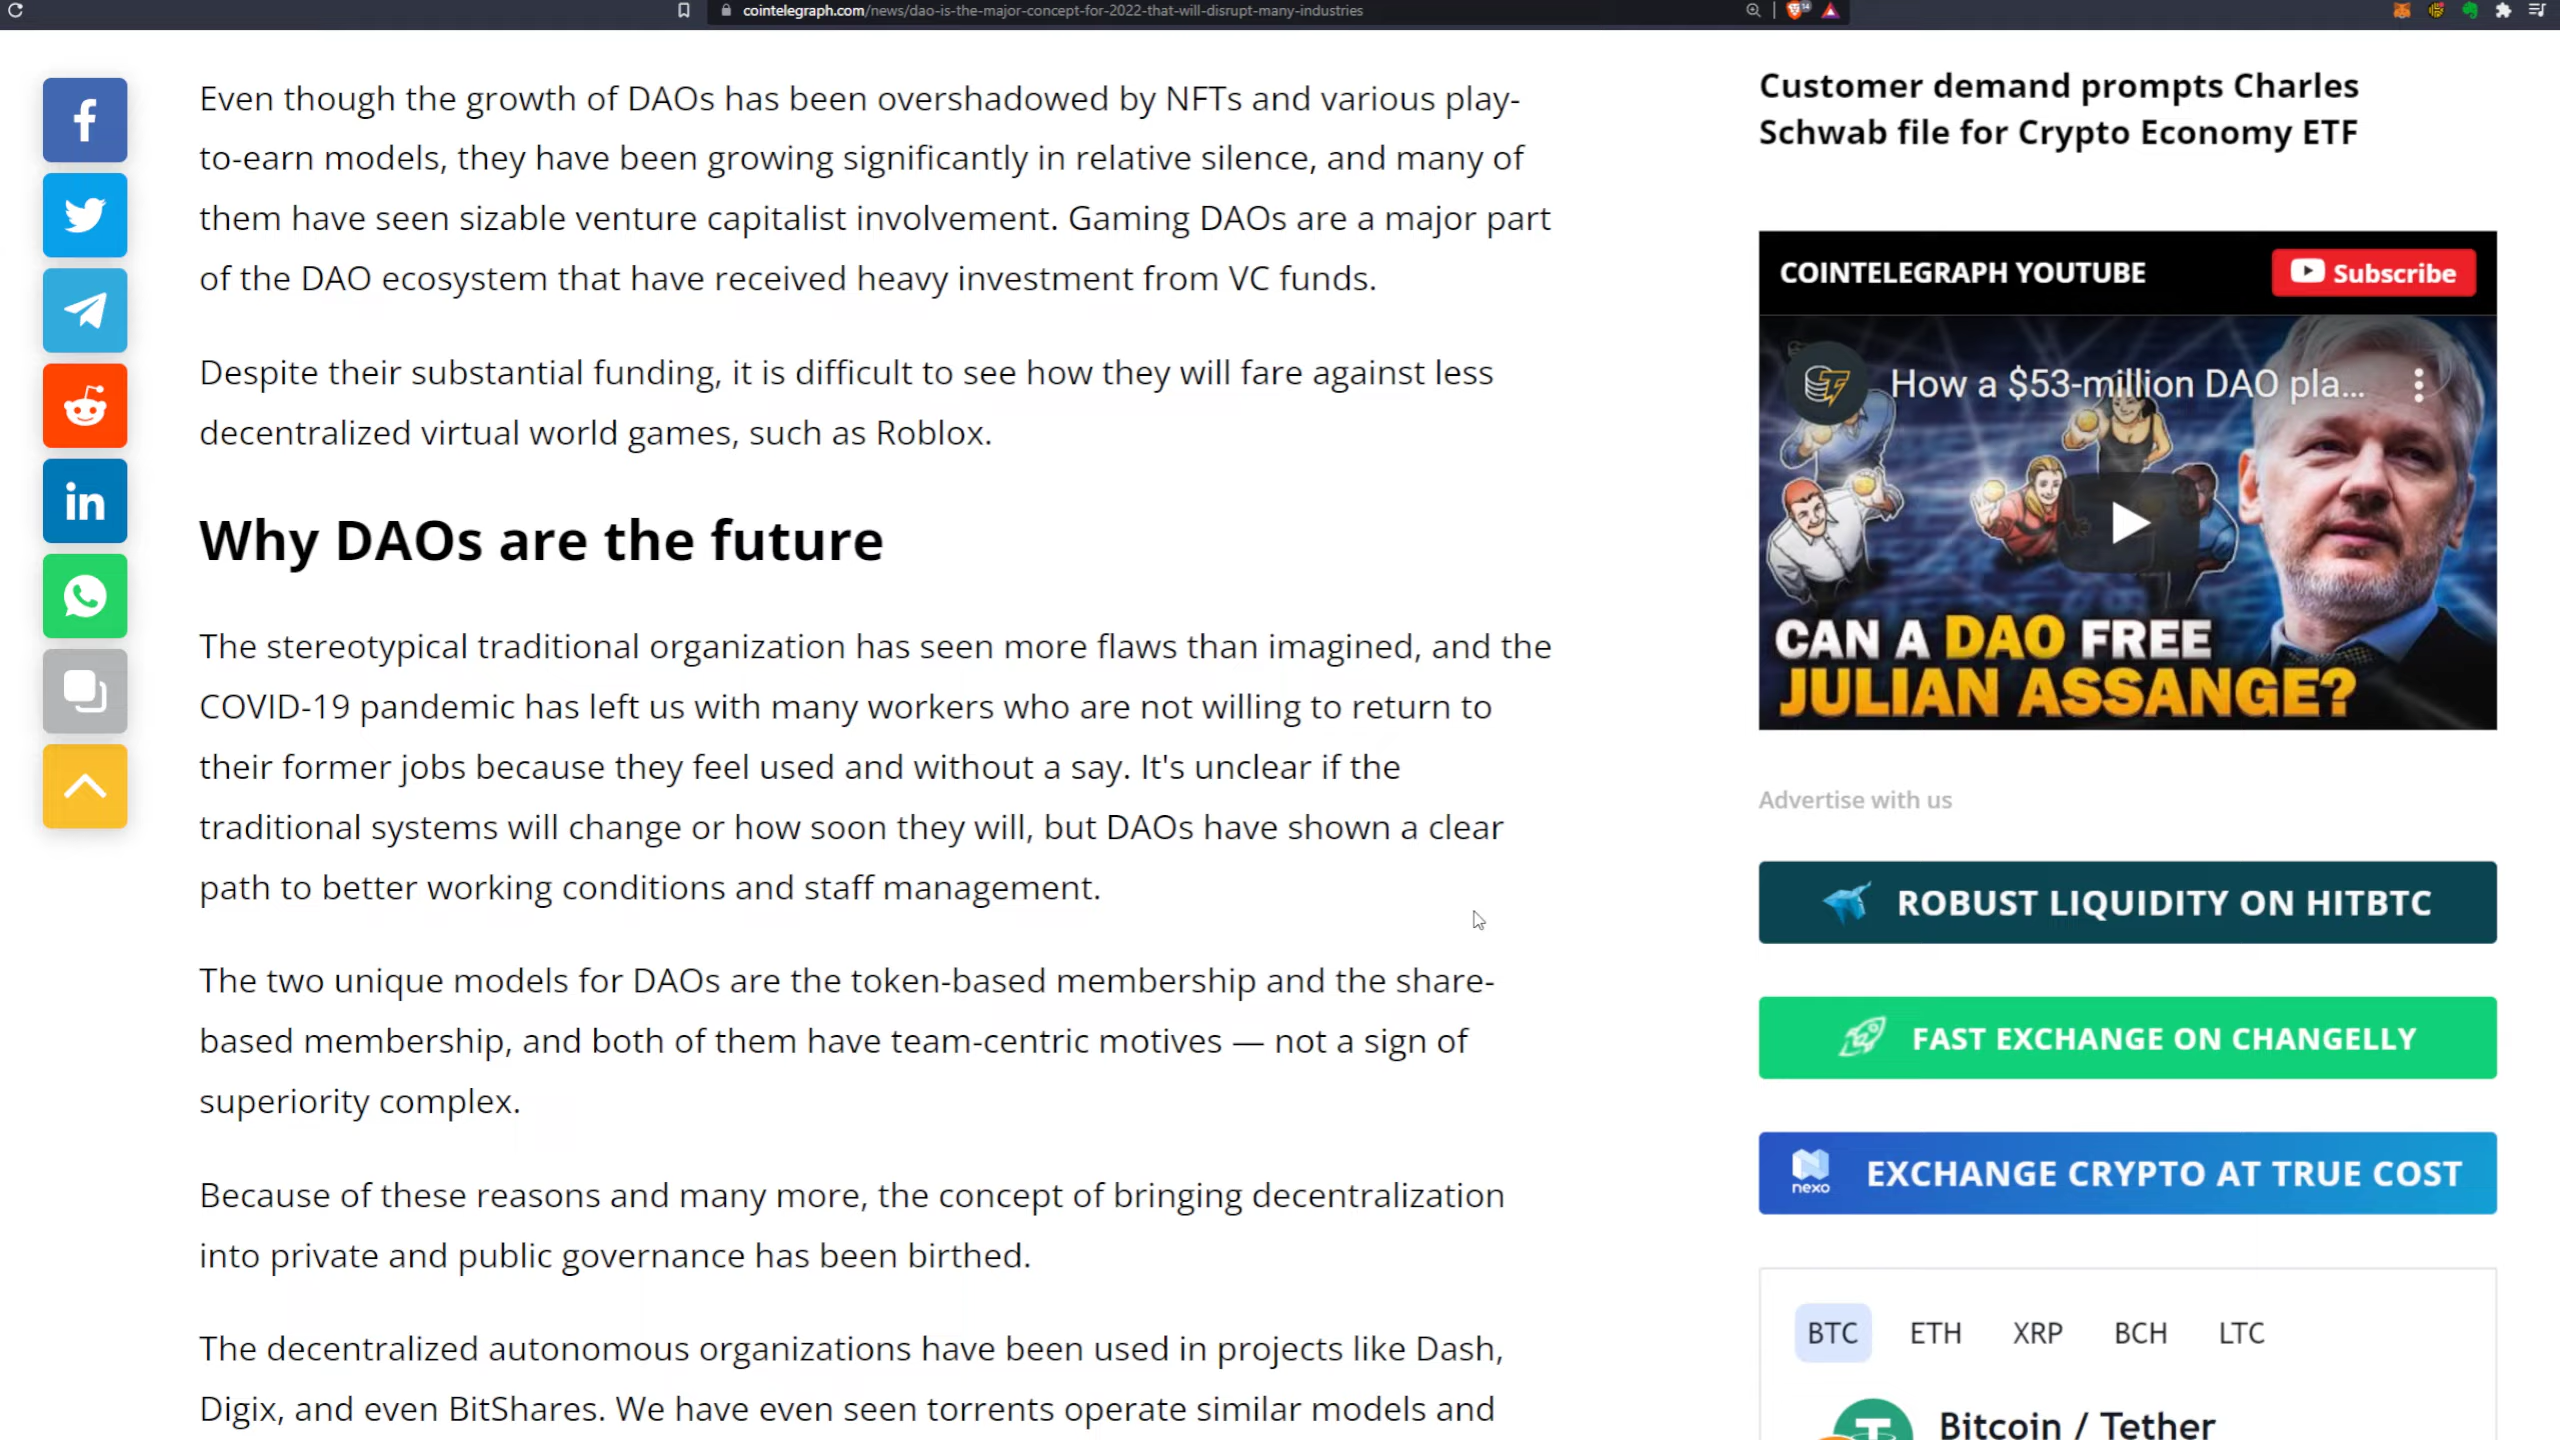 cointelegraph.com/news/dao-is-the-major-concept-for-2022-that-will-disrupt-many-industries
Even though the growth of DAOs has been overshadowed by NFTs and various play-
to-earn models, they have been growing significantly in relative silence, and many of
them have seen sizable venture capitalist involvement. Gaming DAOs are a major part
of the DAO ecosystem that have received heavy investment from VC funds.
Despite their substantial funding, it is difficult to see how they will fare against less
decentralized virtual world games, such as Roblox.
Why DAOs are the future
The stereotypical traditional organization has seen more flaws than imagined, and the
COVID-19 pandemic has left us with many workers who are not willing to return to
their former jobs because they feel used and without a say. It's unclear if the
traditional systems will change or how soon they will, but DAOs have shown a clear
path to better working conditions and staff management.
The two unique models for DAOs are the token-based membership and the share-
based membership, and both of them have team-centric motives — not a sign of
superiority complex.
Because of these reasons and many more, the concept of bringing decentralization
into private and public governance has been birthed.
The decentralized autonomous organizations have been used in projects like Dash,
Digix, and even BitShares. We have even seen torrents operate similar models and
Customer demand prompts Charles
Schwab file for Crypto Economy ETF
COINTELEGRAPH YOUTUBE
Subscribe
How a $53-million DAO pla...
CAN A DAO FREE
JULIAN ASSANGE?
Advertise with us
ROBUST LIQUIDITY ON HITBTC
FAST EXCHANGE ON CHANGELLY
nexo
EXCHANGE CRYPTO AT TRUE COST
BTC ETH XRP BCH LTC
Bitcoin / Tether